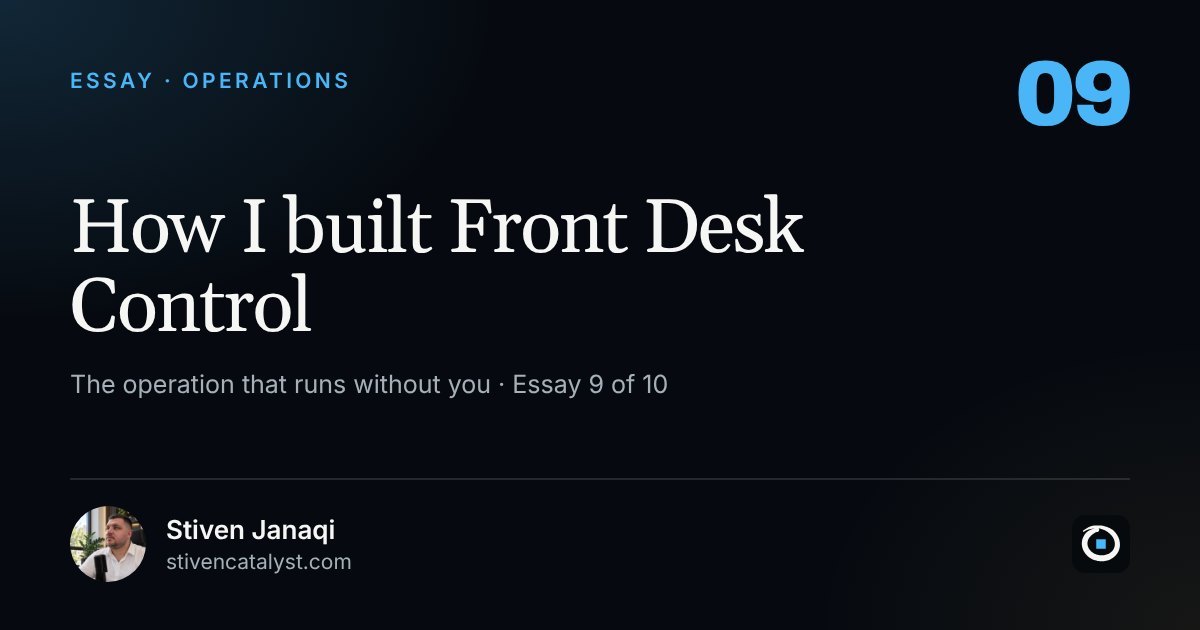 ESSAY · OPERATIONS
09
How I built Front Desk
Control
The operation that runs without you · Essay 9 of 10
Stiven Janaqi
stivencatalyst.com